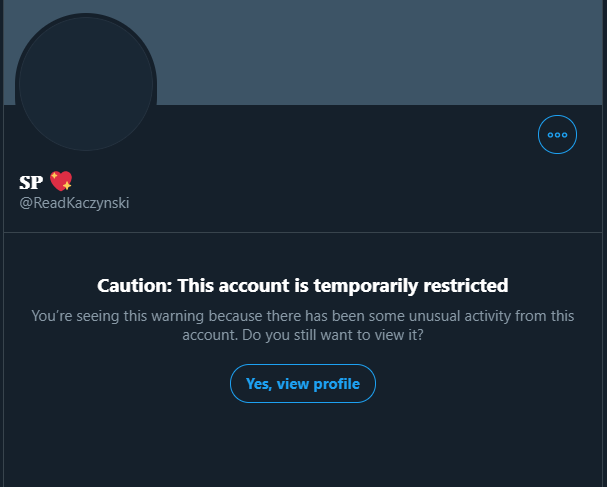 SP 💖
@ReadKaczynski
Caution: This account is temporarily restricted
You’re seeing this warning because there has been some unusual activity from this
account. Do you still want to view it?
Yes, view profile